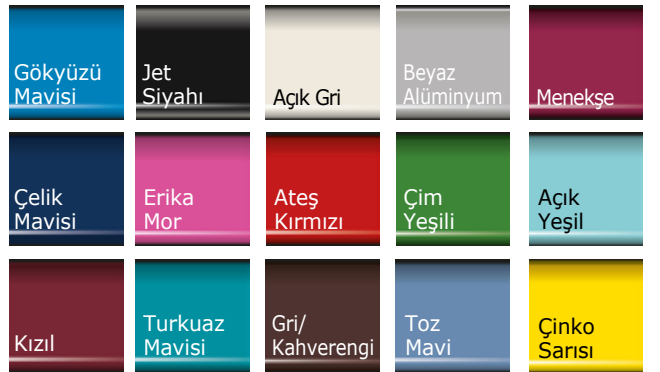 Gökyüzü
Mavisi
Jet
Siyahı
Açık Gri
Beyaz
Alüminyum
Menekşe
Çelik
Mavisi
Erika
Mor
Ateş
Kırmızı
Çim
Yeşili
Açık
Yeşil
Kızıl
Turkuaz
Mavisi
Gri/
Kahverengi
Toz
Mavi
Çinko
Sarısı